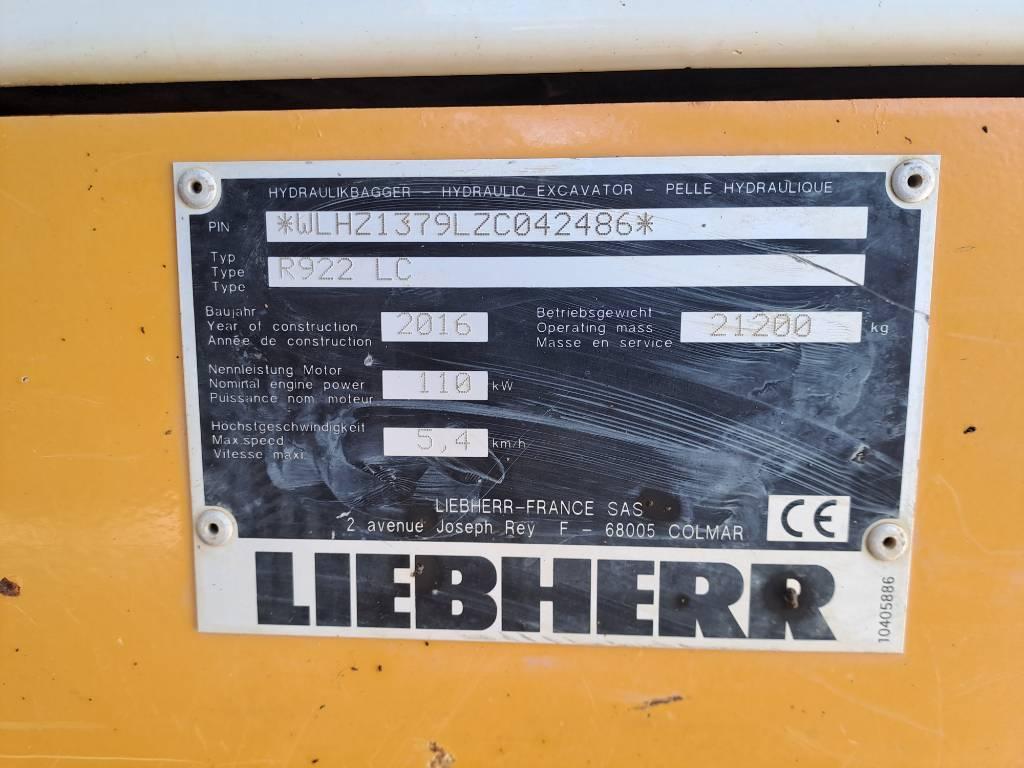 HYDRAULIKBAGGER - HYDRAULIC EXCAVATOR - PELLE HYDRAULIQUE
PIN *WLHZ1379LZC042486*
Typ
Type R922 LC
Type
Baujahr
Year of construction 2016
Année de construction
Betriebsgewicht
Operating mass 21200 kg
Masse en service
Nennleistung Motor
Nominal engine power 110 kW
Puissance nom moteur
Höchstgeschwindigkeit
Max.speed 5,4 km/h
Vitesse maxi
LIEBHERR-FRANCE SAS
2 avenue Joseph Rey F - 68005 COLMAR
CE
LIEBHERR
10405886